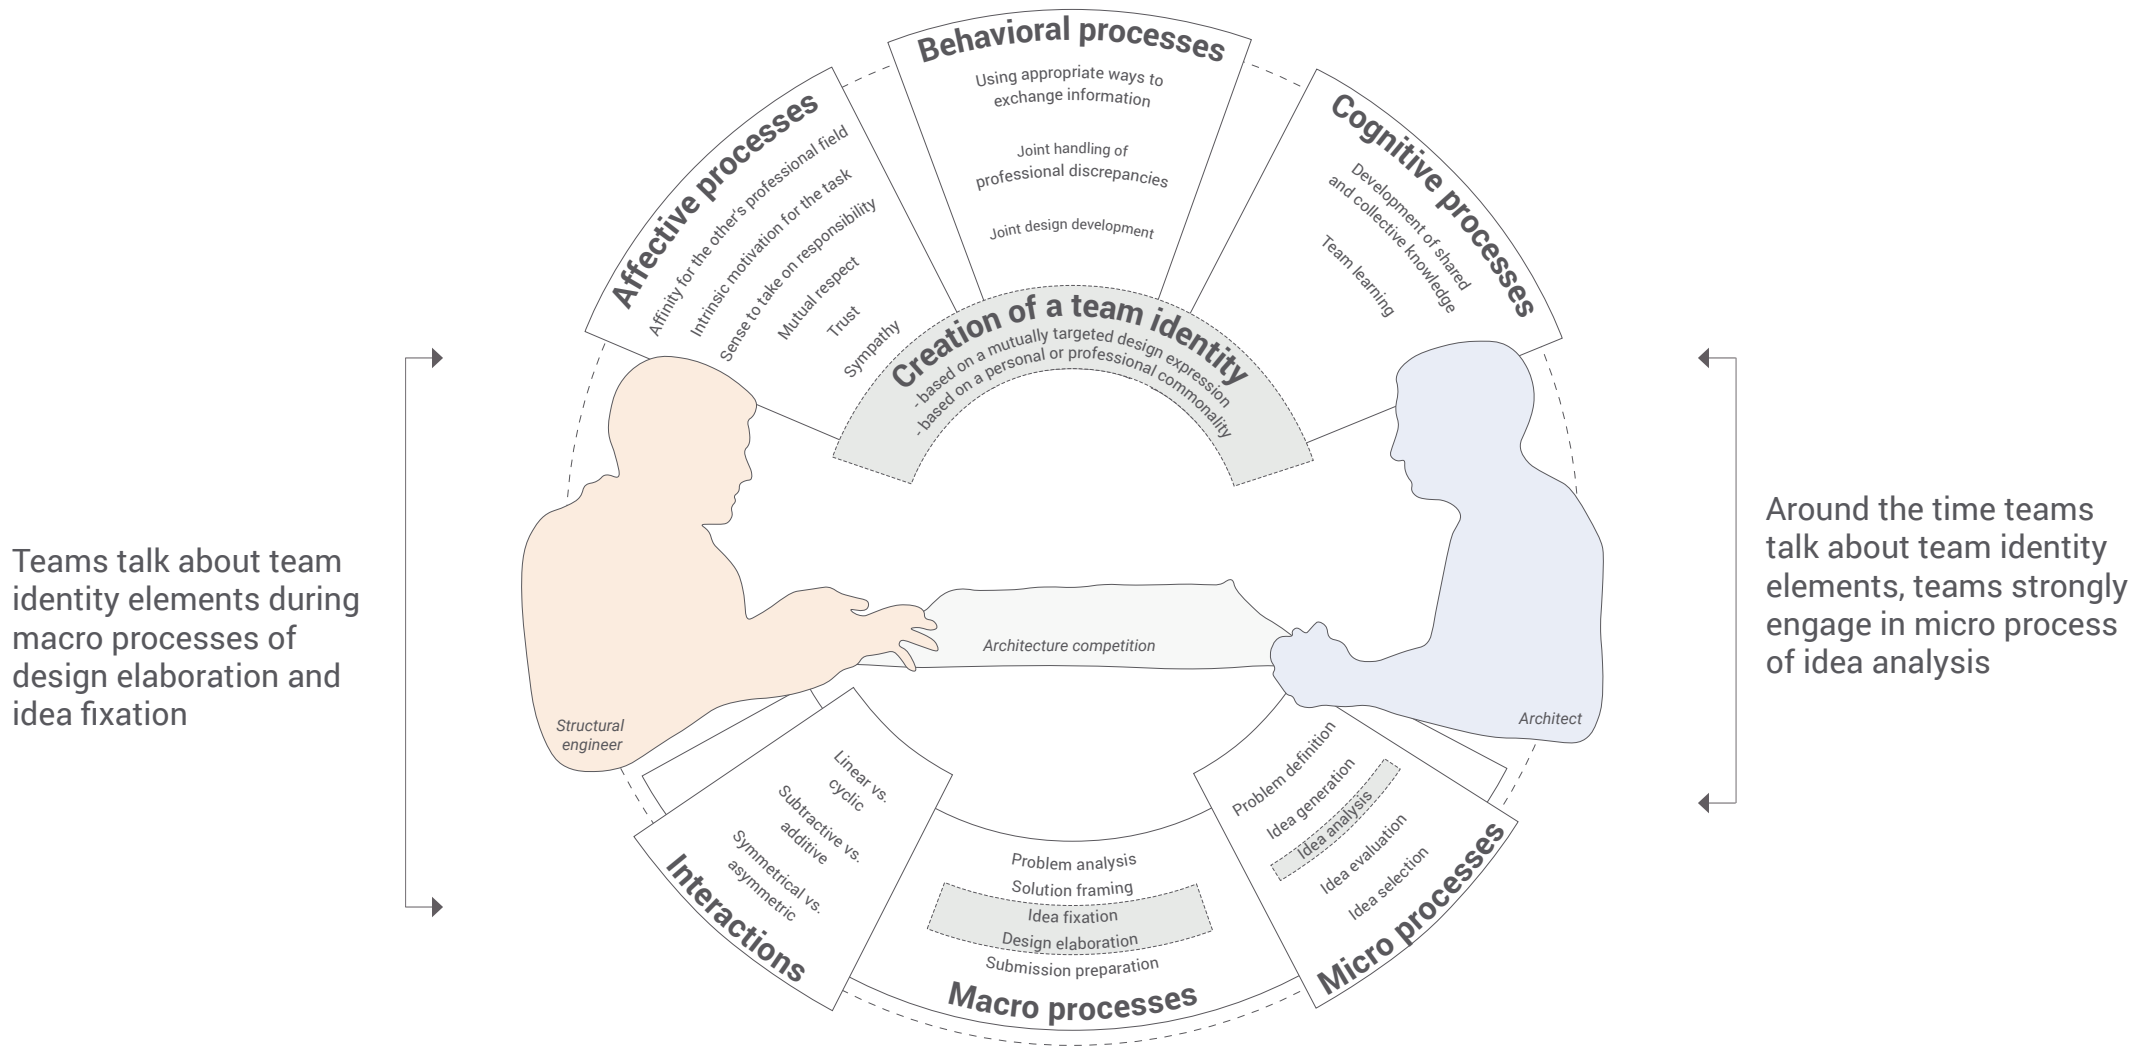 Behavioral processes
Using appropriate ways to
exchange information
Joint handling of
professional discrepancies
Joint design development
Affective processes
Affinity for the other's professional field
Intrinsic motivation for the task
Sense to take on responsibility
Mutual respect
Trust
Sympathy
Cognitive processes
Development of shared
and collective knowledge
Team learning
Creation of a team identity
- based on a mutually targeted design expression
- based on a personal or professional commonality
Teams talk about team
identity elements during
macro processes of
design elaboration and
idea fixation
Around the time teams
talk about team identity
elements, teams strongly
engage in micro process
of idea analysis
Architecture competition
Structural
engineer
Architect
Linear vs.
cyclic
Subtractive vs.
additive
Symmetrical vs.
asymmetric
Interactions
Problem analysis
Solution framing
Idea fixation
Design elaboration
Submission preparation
Macro processes
Problem definition
Idea generation
Idea analysis
Idea evaluation
Idea selection
Micro processes